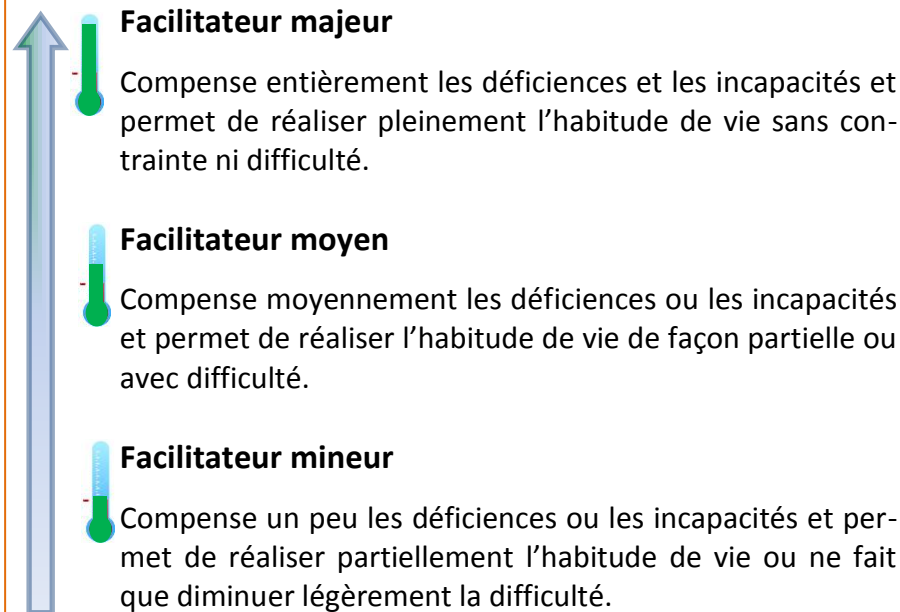 Facilitateur majeur
Compense entièrement les déficiences et les incapacités et
permet de réaliser pleinement l’habitude de vie sans con-
trainte ni difficulté.
Facilitateur moyen
Compense moyennement les déficiences ou les incapacités
et permet de réaliser l’habitude de vie de façon partielle ou
avec difficulté.
Facilitateur mineur
Compense un peu les déficiences ou les incapacités et per-
met de réaliser partiellement l’habitude de vie ou ne fait
que diminuer légèrement la difficulté.